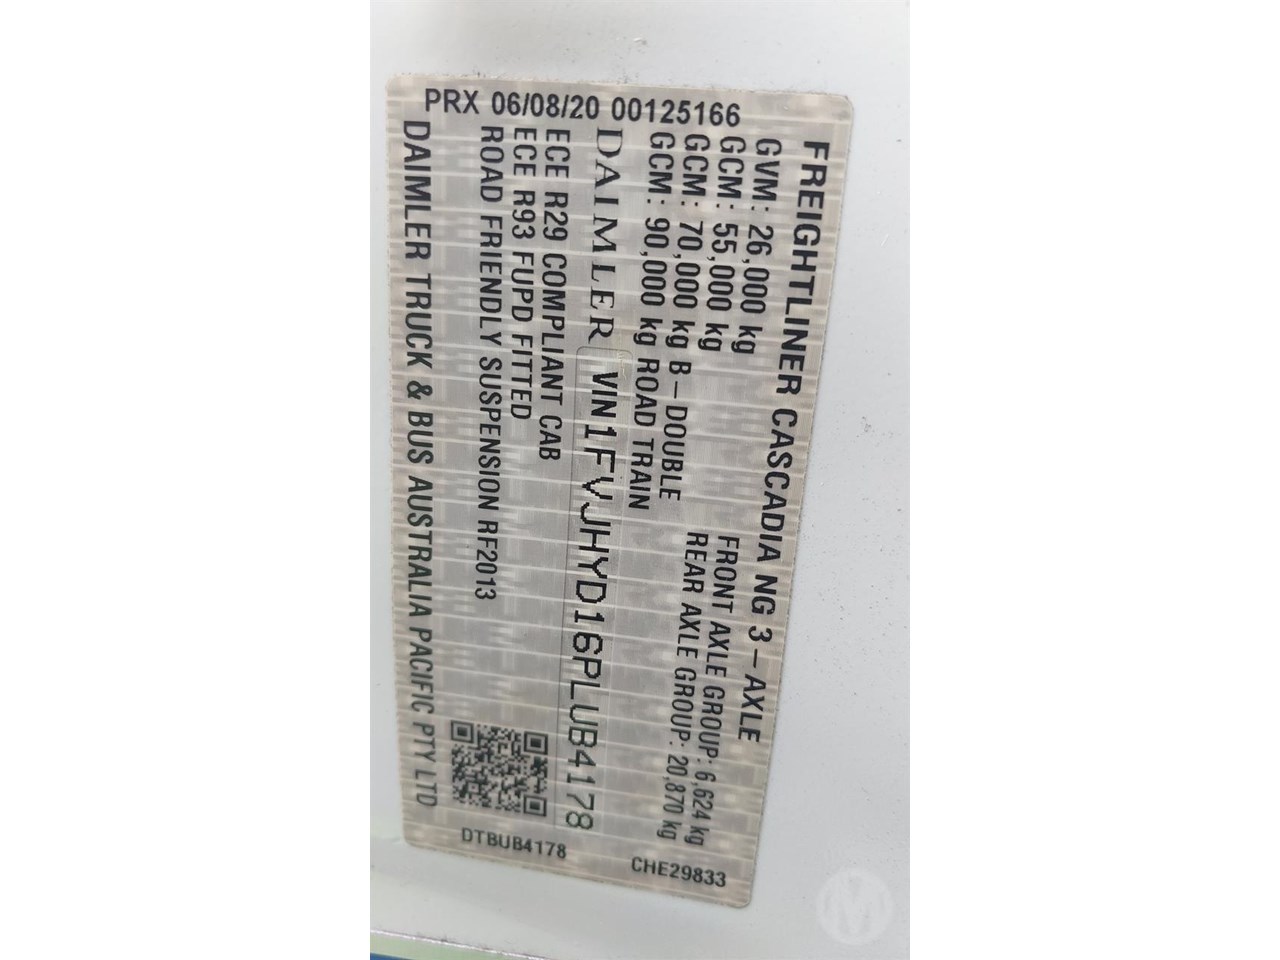 PRX 06/08/20 00125166
FREIGHTLINER CASCADIA NG 3-AXLE
GVM: 26,000 kg
GCM: 55,000 kg
GCM: 70,000 kg B-DOUBLE
GCM: 90,000 kg ROAD TRAIN
FRONT AXLE GROUP: 6,624 kg
REAR AXLE GROUP: 20,870 kg
DAIMLER VIN1FVJHYD16PLUB4178
ECE R29 COMPLIANT CAB
ECE R93 FUPD FITTED
ROAD FRIENDLY SUSPENSION RF2013
DAIMLER TRUCK & BUS AUSTRALIA PACIFIC PTY LTD
DTBUB4178
CHE29833
M